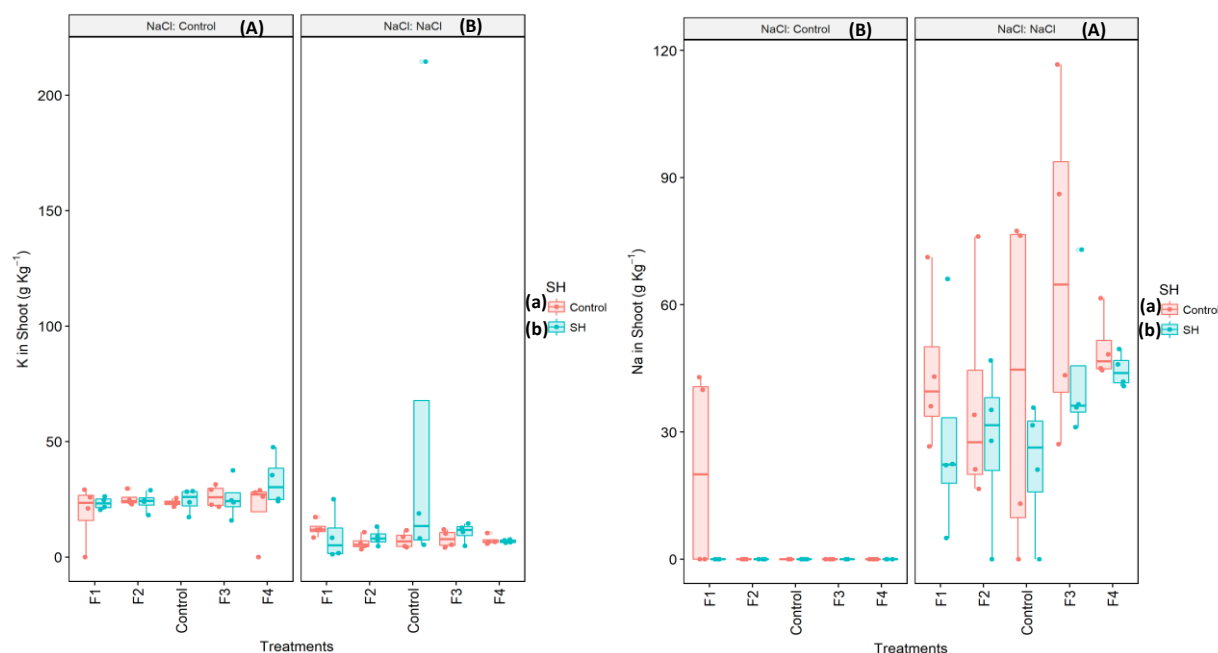 NaCl: Control (A)
NaCl: NaCl (B)
200
150
100
50
0
K in Shoot (g Kg⁻¹)
F1
F2
Control
F3
F4
F1
F2
Control
F3
F4
Treatments
SH
(a) Control
(b) SH
NaCl: Control (B)
NaCl: NaCl (A)
120
90
60
30
0
Na in Shoot (g Kg⁻¹)
F1
F2
Control
F3
F4
F1
F2
Control
F3
F4
Treatments
SH
(a) Control
(b) SH